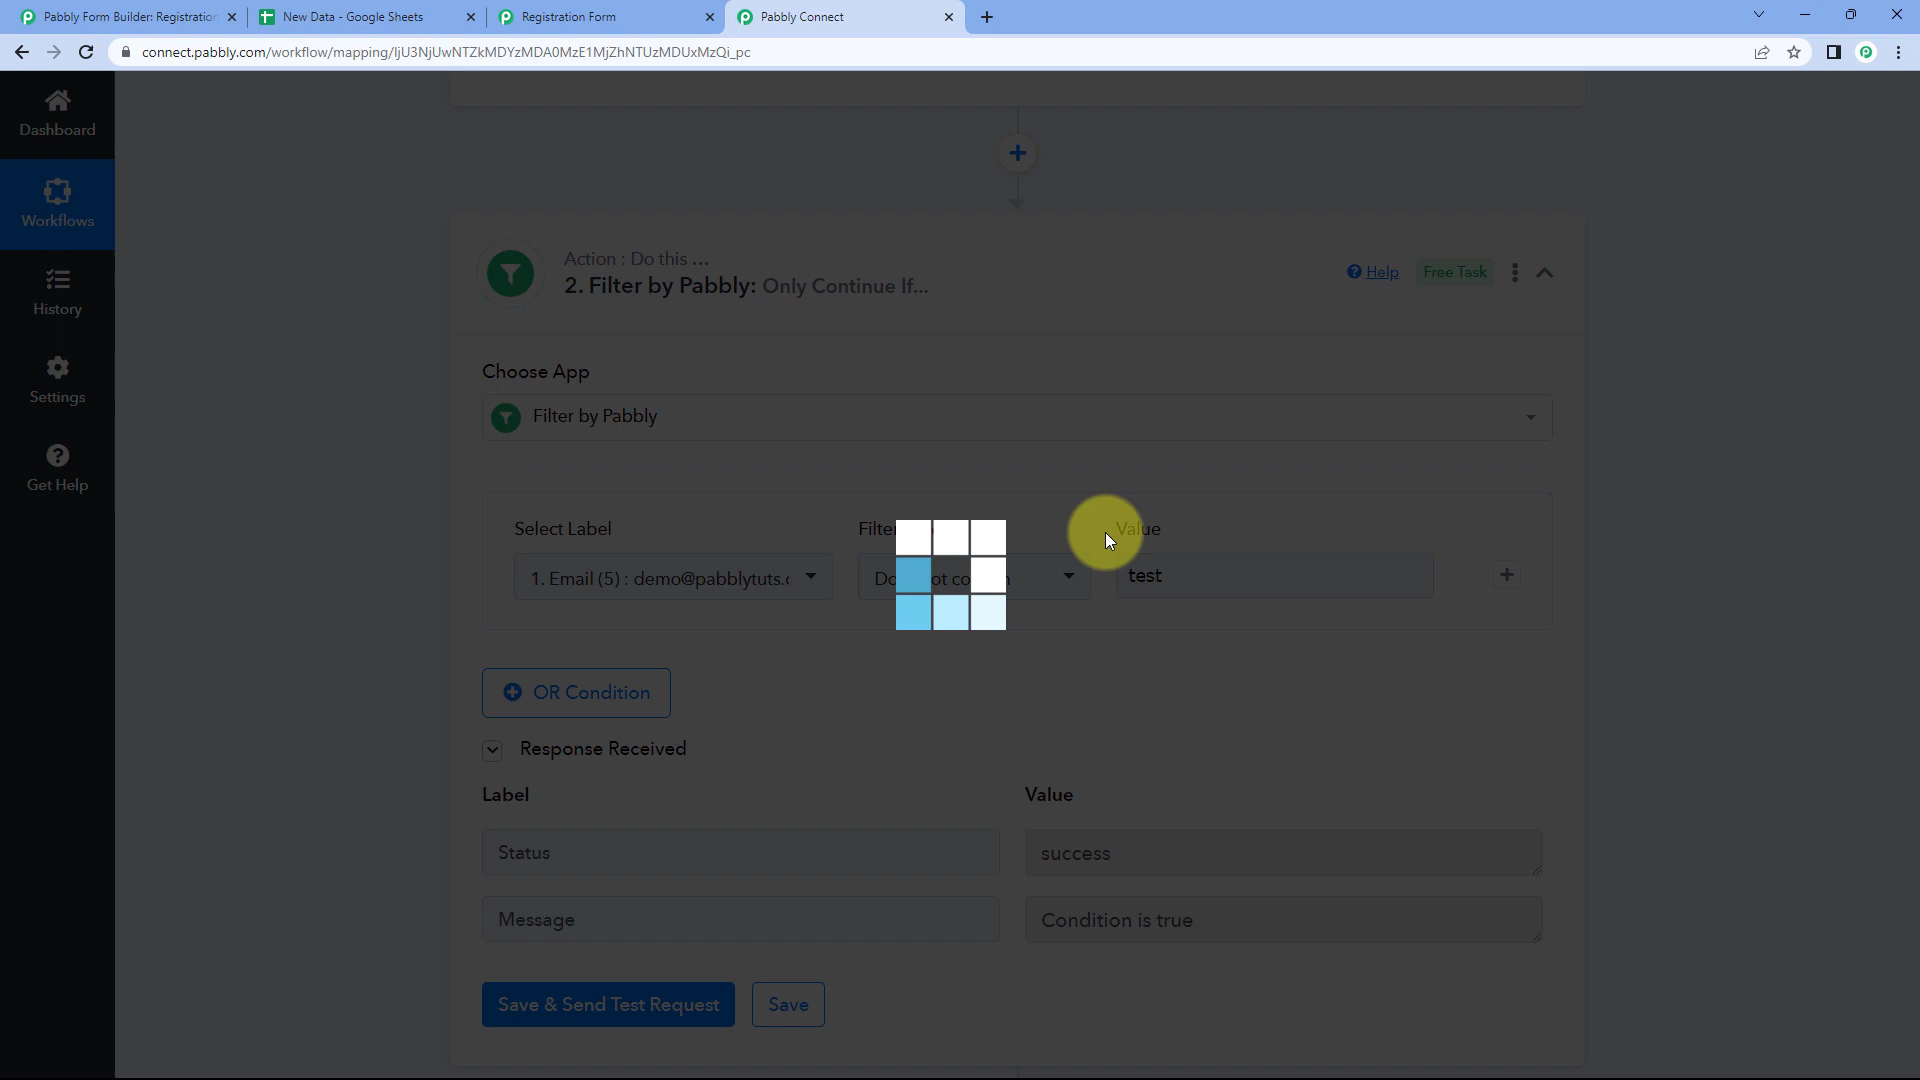 Pabbly Form Builder: Registration
New Data - Google Sheets
Registration Form
Pabbly Connect
connect.pabbly.com/workflow/mapping/IjU3NjUwNTZkMDYzMDA0MzE1MjZhNTUzMDUxMzQi_pc
Dashboard
Workflows
History
Settings
Get Help
Action : Do this ...
2. Filter by Pabbly: Only Continue If...
Help
Free Task
Choose App
Filter by Pabbly
Select Label
Filter
Value
1. Email (5) : demo@pabblytuts.c
test
OR Condition
Response Received
Label
Value
Status
success
Message
Condition is true
Save & Send Test Request
Save